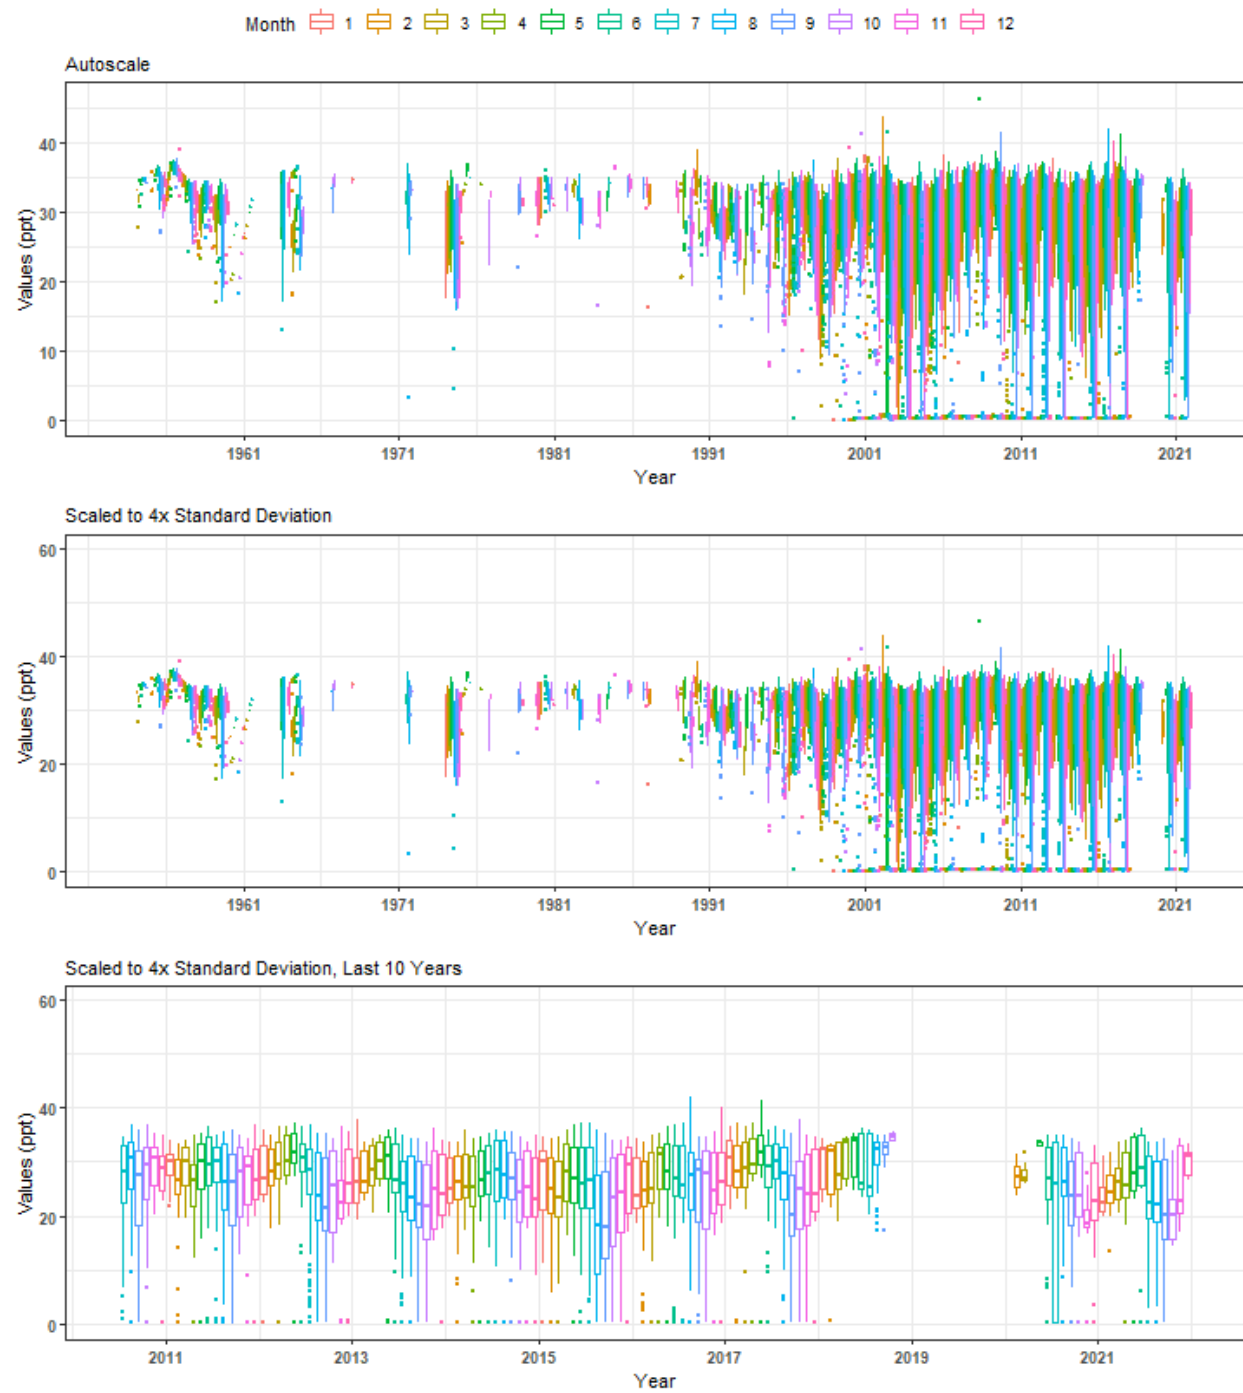 Month 1 2 3 4 5 6 7 8 9 10 11 12
Autoscale
Values (ppt)
40
30
20
10
0
1961 1971 1981 1991 2001 2011 2021
Year
Scaled to 4x Standard Deviation
Values (ppt)
60
40
20
0
1961 1971 1981 1991 2001 2011 2021
Year
Scaled to 4x Standard Deviation, Last 10 Years
Values (ppt)
60
40
20
0
2011 2013 2015 2017 2019 2021
Year